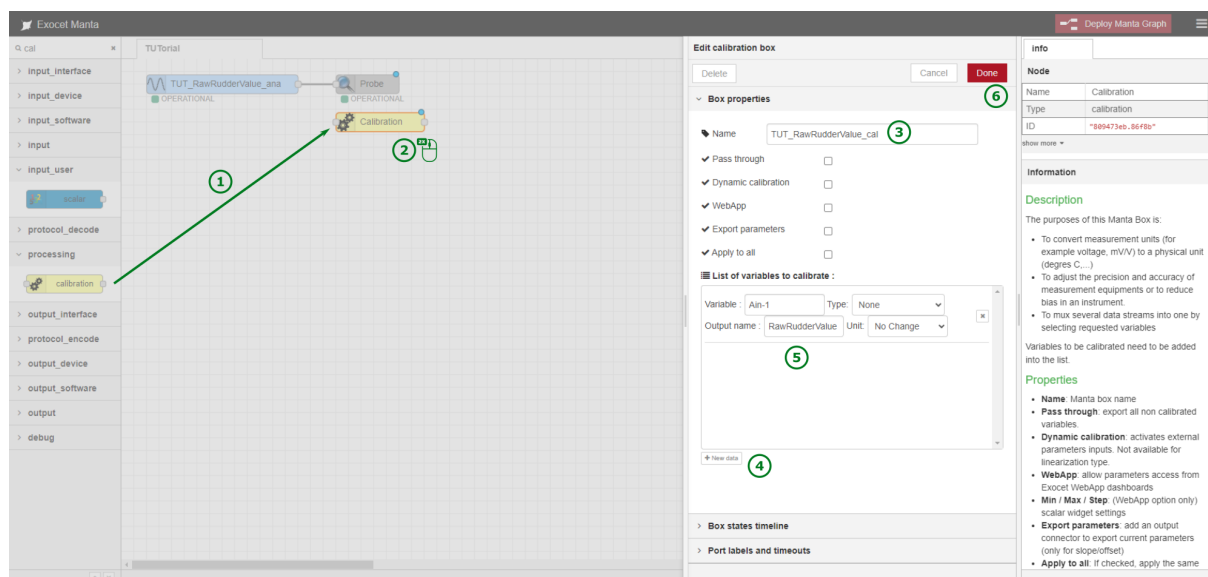 Exocet Manta
Deploy Manta Graph
cal
TUTorial
input_interface
input_device
input_software
input
input_user
scalar
protocol_decode
processing
calibration
output_interface
protocol_encode
output_device
output_software
output
debug
TUT_RawRudderValue_ana
OPERATIONAL
Probe
OPERATIONAL
Calibration
1
2
2X
Edit calibration box
Delete
Cancel
Done
6
Box properties
Name
TUT_RawRudderValue_cal
3
Pass through
Dynamic calibration
WebApp
Export parameters
Apply to all
List of variables to calibrate :
Variable : Ain-1 Type: None
Output name : RawRudderValue Unit: No Change
5
+ New data
4
Box states timeline
Port labels and timeouts
info
Node
Name Calibration
Type calibration
ID "809473eb.86f8b"
show more
Information
Description
The purposes of this Manta Box is:
• To convert measurement units (for
example voltage, mV/V) to a physical unit
(degres C,...)
• To adjust the precision and accuracy of
measurement equipments or to reduce
bias in an instrument.
• To mux several data streams into one by
selecting requested variables
Variables to be calibrated need to be added
into the list.
Properties
• Name: Manta box name
• Pass through: export all non calibrated
variables.
• Dynamic calibration: activates external
parameters inputs. Not available for
linearization type.
• WebApp: allow parameters access from
Exocet WebApp dashboards
• Min / Max / Step: (WebApp option only)
scalar widget settings
• Export parameters: add an output
connector to export current parameters
(only for slope/offset)
• Apply to all: If checked, apply the same